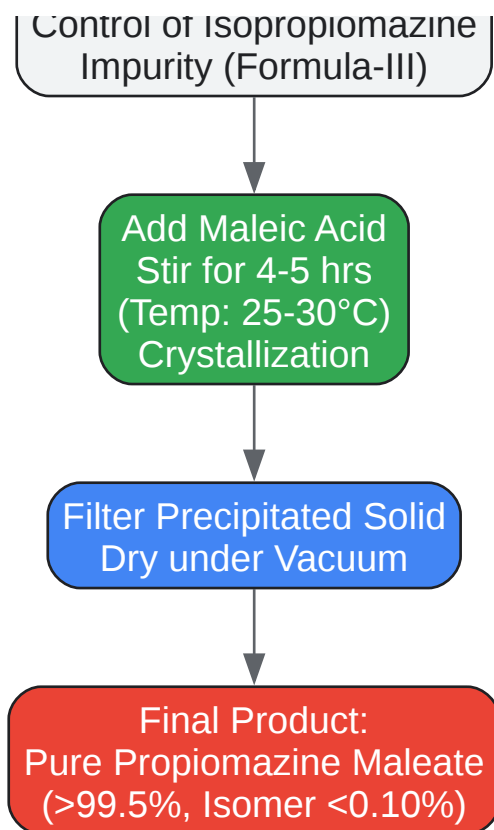 Control of Isopropiomazine
Impurity (Formula-III)
Add Maleic Acid
Stir for 4-5 hrs
(Temp: 25-30°C)
Crystallization
Filter Precipitated Solid
Dry under Vacuum
Final Product:
Pure Propiomazine Maleate
(>99.5%, Isomer <0.10%)